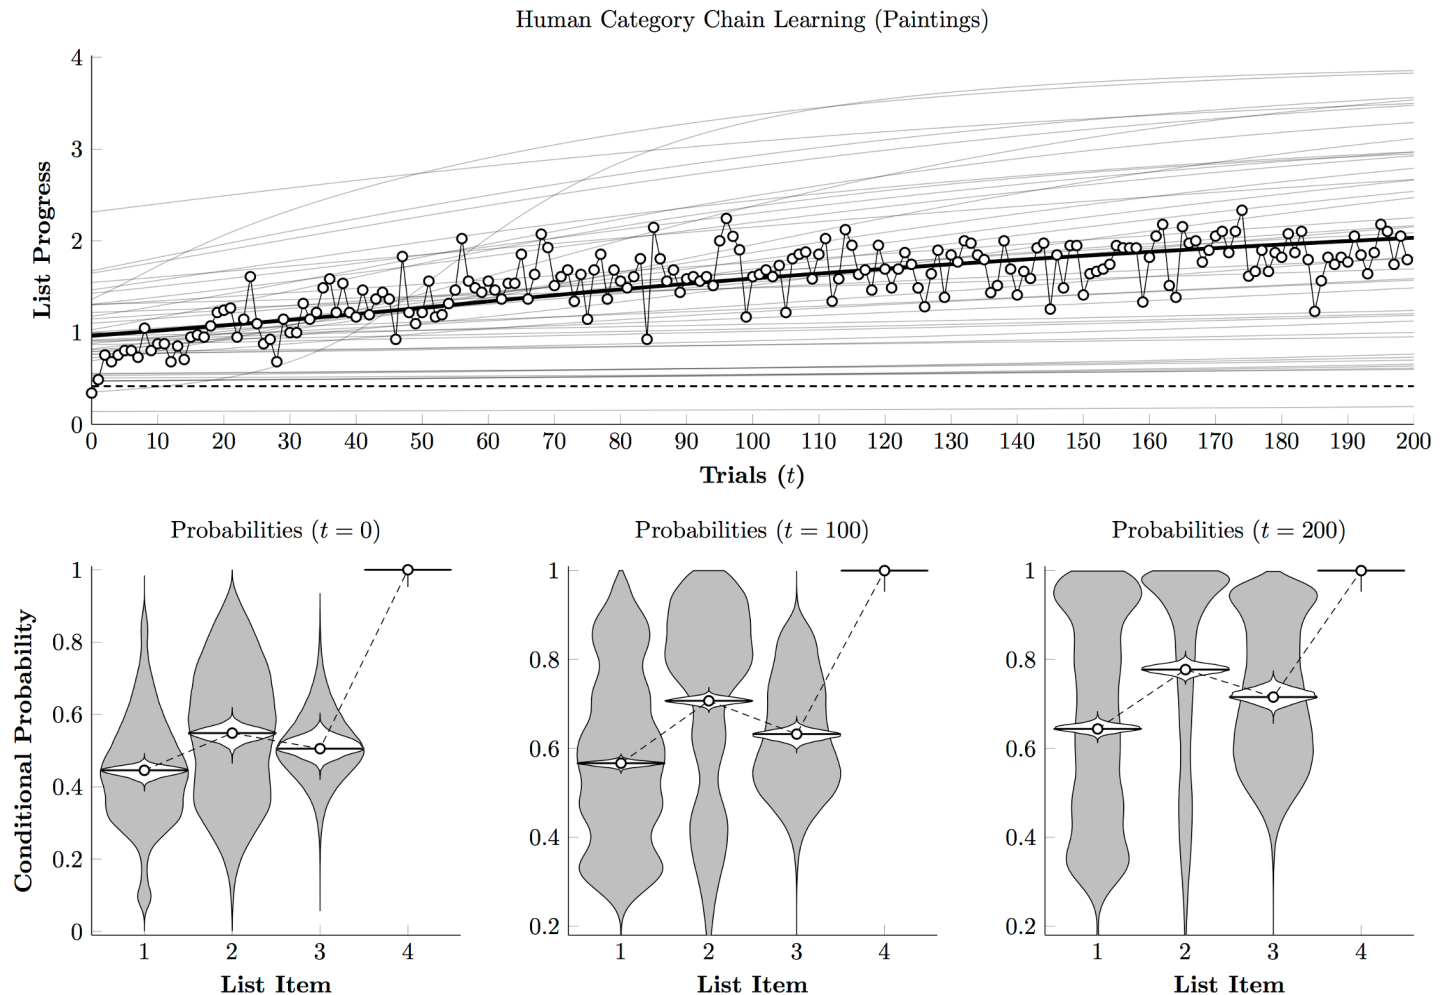 Human Category Chain Learning (Paintings)
List Progress
4
3
2
1
0
0 10 20 30 40 50 60 70 80 90 100 110 120 130 140 150 160 170 180 190 200
Trials (t)
Probabilities (t = 0)
Conditional Probability
1
0.8
0.6
0.4
0.2
0
1 2 3 4
List Item
Probabilities (t = 100)
1
0.8
0.6
0.4
0.2
1 2 3 4
List Item
Probabilities (t = 200)
1
0.8
0.6
0.4
0.2
1 2 3 4
List Item